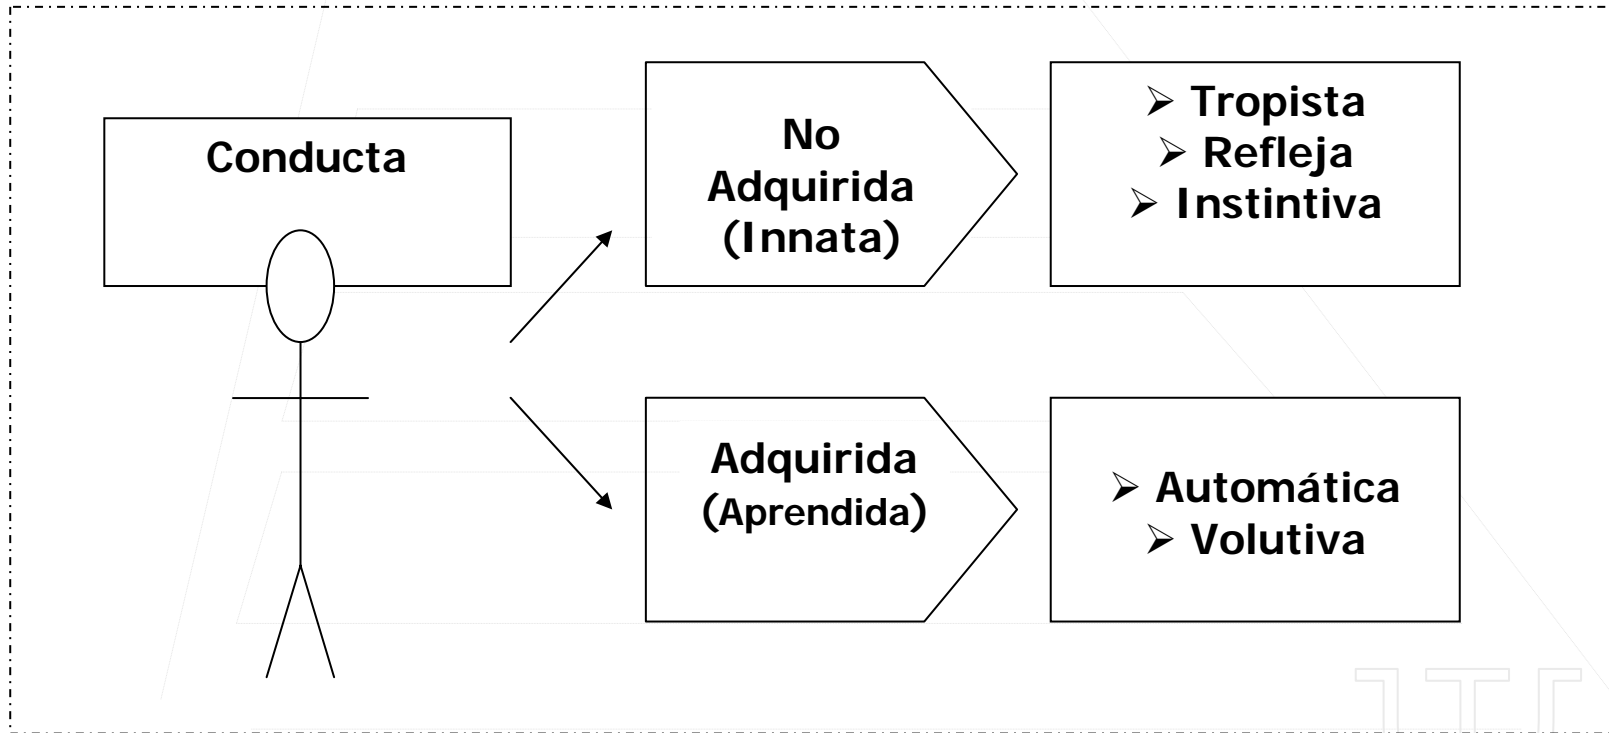 Conducta
No
Adquirida
(Innata)
➢ Tropista
➢ Refleja
➢ Instintiva
Adquirida
(Aprendida)
➢ Automática
➢ Volutiva